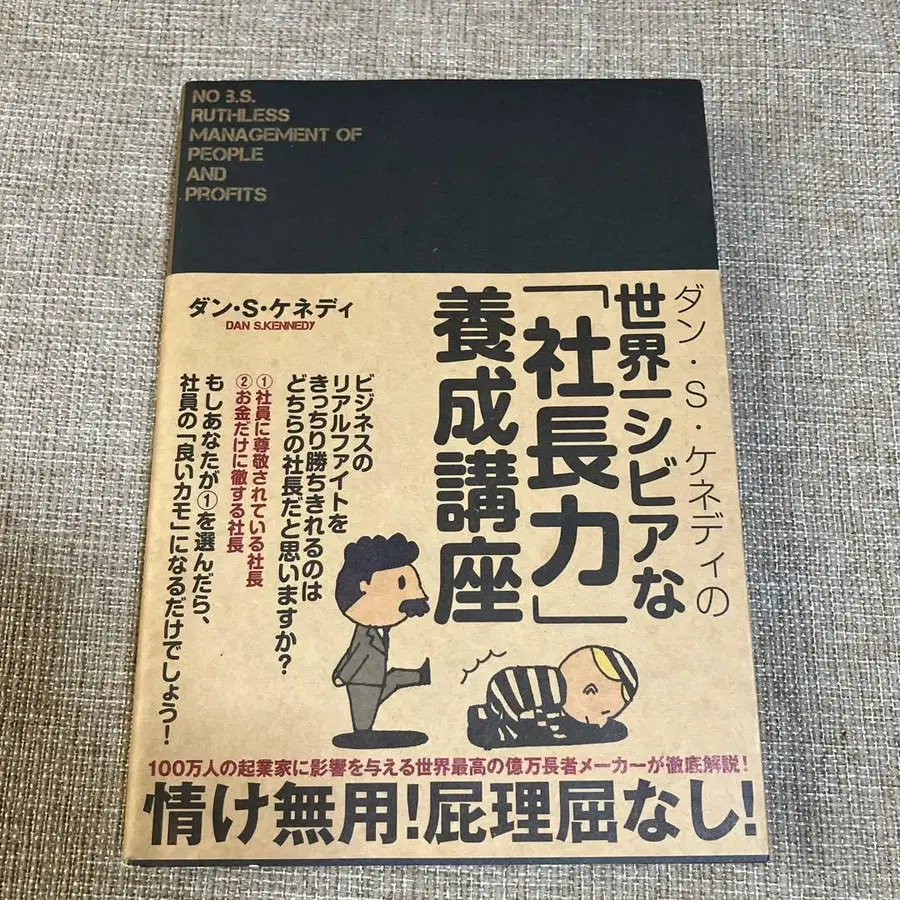 NO B.S.
RUTHLESS
MANAGEMENT OF
PEOPLE
AND
PROFITS
ダン・S・ケネディの
世界一シビアな
「社長力」
養成講座
ダン・S・ケネディ
DAN S.KENNEDY
ビジネスの
リアルファイトを
きっちり勝ちきれるのは
どちらの社長だと思いますか?
①社員に尊敬されている社長
②お金だけに徹する社長
もしあなたが①を選んだら、
社員の「良いカモ」になるだけでしょう!
100万人の起業家に影響を与える世界最高の億万長者メーカーが徹底解説!
情け無用!屁理屈なし!